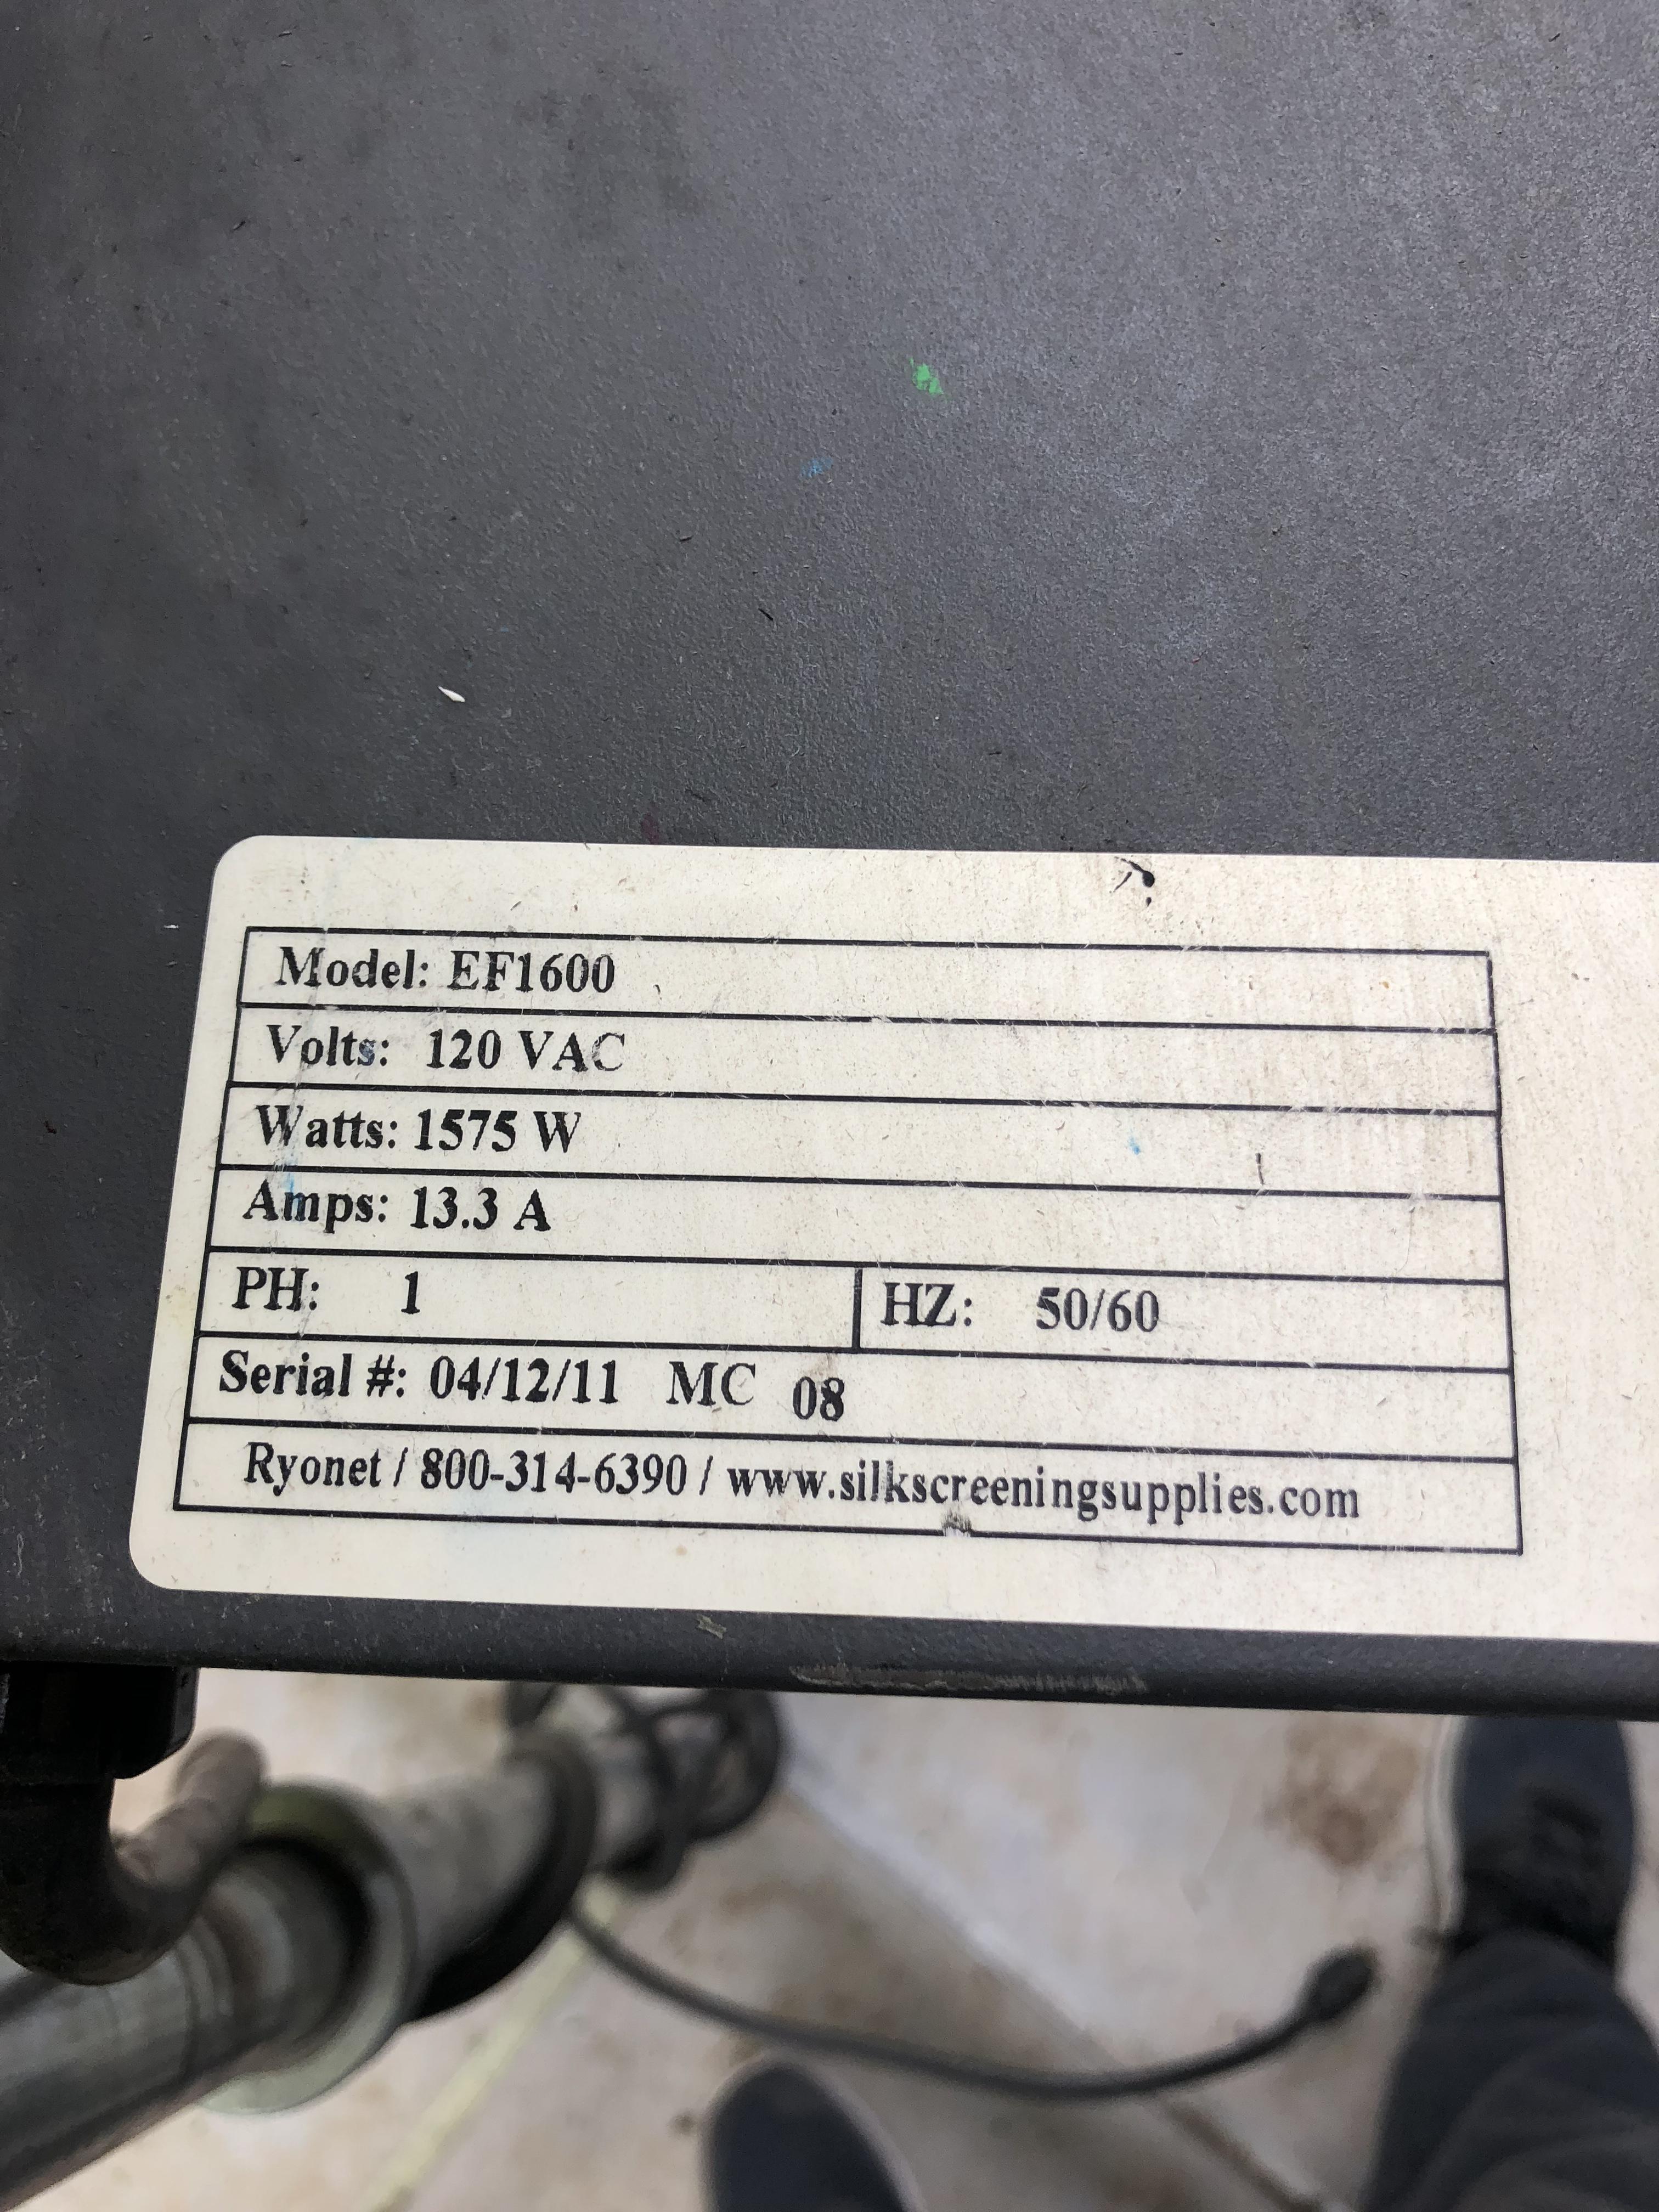 Model: EF1600
Volts: 120 VAC
Watts: 1575 W
Amps: 13.3 A
PH: 1 HZ: 50/60
Serial #: 04/12/11 MC 08
Ryonet / 800-314-6390 / www.silkscreeningsupplies.com